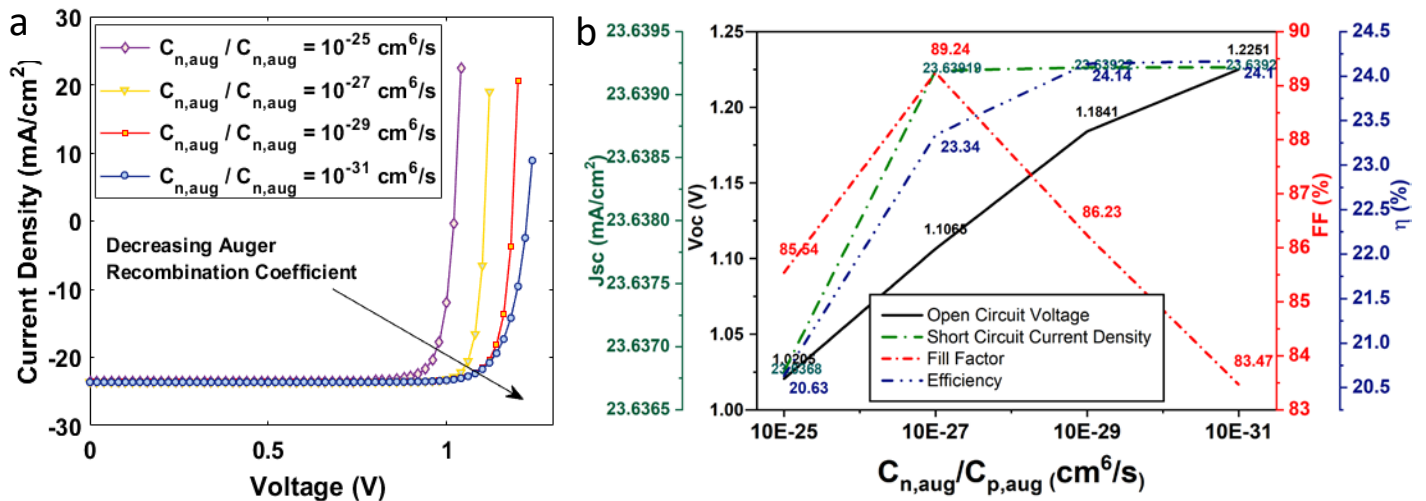 a
30
20
10
0
-10
-20
-30
Current Density (mA/cm²)
C_n,aug / C_n,aug = 10^-25 cm^6/s
C_n,aug / C_n,aug = 10^-27 cm^6/s
C_n,aug / C_n,aug = 10^-29 cm^6/s
C_n,aug / C_n,aug = 10^-31 cm^6/s
Decreasing Auger
Recombination Coefficient
0
0.5
1
Voltage (V)
b
23.6395
23.6390
23.6385
23.6380
23.6375
23.6370
23.6365
Jsc (mA/cm²)
1.25
1.20
1.15
1.10
1.05
1.00
Voc (V)
89.24
23.63919
23.6392
24.14
1.2251
23.6392
24.1
1.1841
23.34
1.1065
86.23
85.54
1.0205
23.6368
20.63
83.47
Open Circuit Voltage
Short Circuit Current Density
Fill Factor
Efficiency
10E-25
10E-27
10E-29
10E-31
C_n,aug/C_p,aug (cm^6/s)
90
89
88
87
86
85
84
83
FF (%)
24.5
24.0
23.5
23.0
22.5
22.0
21.5
21.0
20.5
η (%)